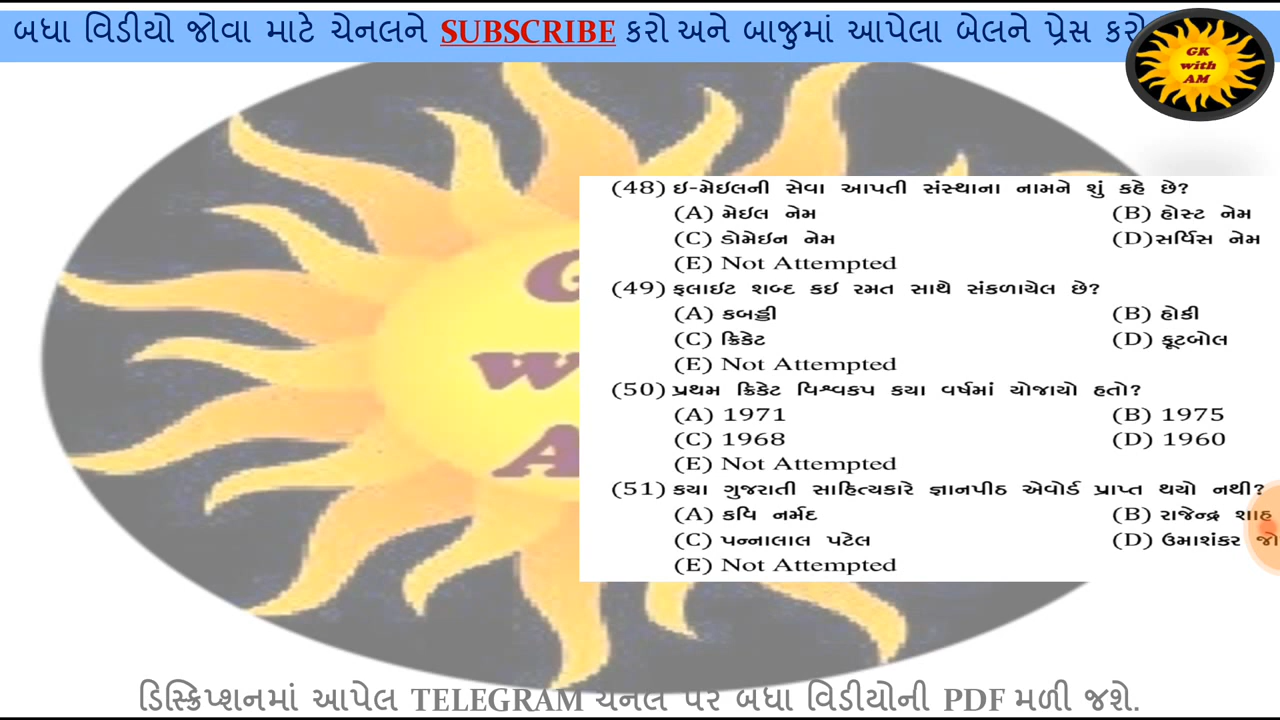 બધા વિડીયો જોવા માટે ચેનલને SUBSCRIBE કરો અને બાજુમાં આપેલા બેલને પ્રેસ કરો
GK
with
AM
(48) ઇ-મેઇલની સેવા આપતી સંસ્થાના નામને શું કહે છે?
(A) મેઇલ નેમ (B) હોસ્ટ નેમ
(C) ડોમેઇન નેમ (D)સર્વિસ નેમ
(E) Not Attempted
(49) ફ્લાઇટ શબ્દ કઇ રમત સાથે સંકળાયેલ છે?
(A) કબડ્ડી (B) હોકી
(C) ક્રિકેટ (D) ફૂટબોલ
(E) Not Attempted
(50) પ્રથમ ક્રિકેટ વિશ્વકપ કયા વર્ષમાં યોજાયો હતો?
(A) 1971 (B) 1975
(C) 1968 (D) 1960
(E) Not Attempted
(51) કયા ગુજરાતી સાહિત્યકારે જ્ઞાનપીઠ એવોર્ડ પ્રાપ્ત થયો નથી?
(A) કવિ નર્મદ (B) રાજેન્દ્ર શાહ
(C) પન્નાલાલ પટેલ (D) ઉમાશંકર જો
(E) Not Attempted
ડિસ્ક્રિપ્શનમાં આપેલ TELEGRAM ચેનલ પર બધા વિડીયોની PDF મળી જશે.